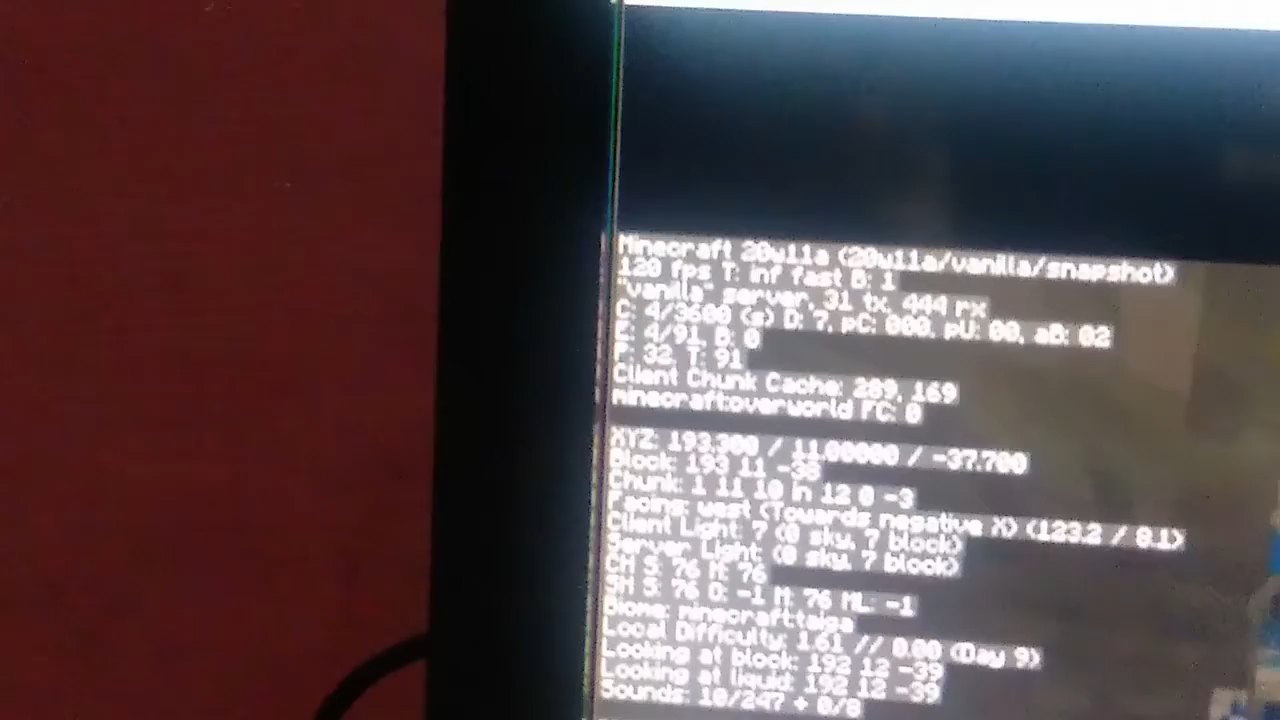 Minecraft 20w11a (20w11a/vanilla/snapshot)
120 fps T: inf fast B: 1
"vanilla" server, 31 tx, 444 rx
C: 4/3600 (s) D: 7, pC: 000, pU: 00, aB: 02
E: 4/91, B: 0
P: 32, T: 91
Client Chunk Cache: 289, 169
minecraft:overworld FC: 0
XYZ: 193.300 / 11.00000 / -37.700
Block: 193 11 -38
Chunk: 1 11 10 in 12 0 -3
Facing: west (Towards negative X) (123.2 / 8.1)
Client Light: 7 (0 sky, 7 block)
Server Light: (0 sky, 7 block)
CH S: 76 M: 76
SH S: 76 O: -1 M: 76 ML: -1
Biome: minecraft:taiga
Local Difficulty: 1.61 // 0.00 (Day 9)
Looking at block: 192 12 -39
Looking at liquid: 192 12 -39
Sounds: 10/247 + 0/8